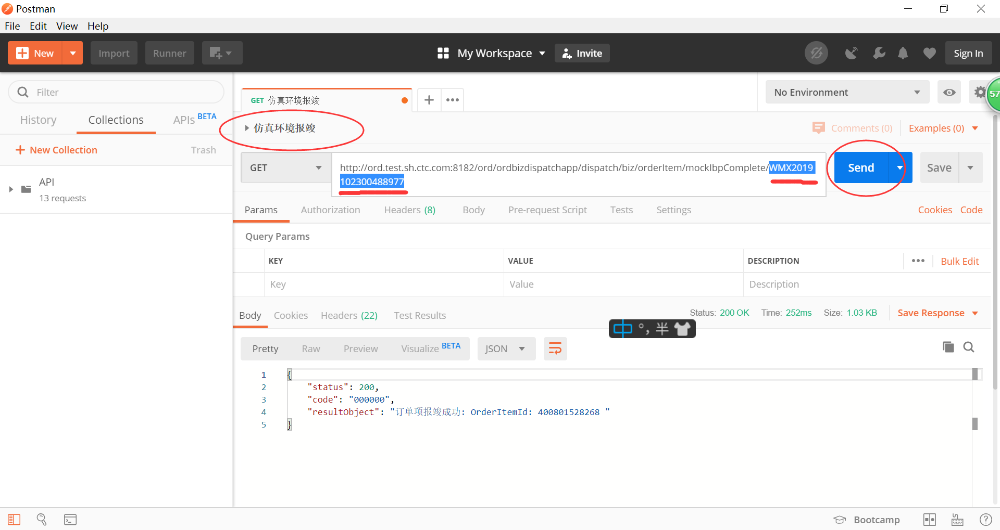 Postman
File Edit View Help
New Import Runner My Workspace Invite Sign In
Filter
History Collections APIs BETA
New Collection Trash
API
13 requests
GET 仿真环境报竣
No Environment
57
仿真环境报竣
Comments (0) Examples (0)
GET
http://ord.test.sh.ctc.com:8182/ord/ordbizdispatchapp/dispatch/biz/orderItem/mockIbpComplete/WMX2019
102300488977
Send Save
Params Authorization Headers (8) Body Pre-request Script Tests Settings Cookies Code
Query Params
KEY VALUE DESCRIPTION Bulk Edit
Key Value Description
Body Cookies Headers (22) Test Results Status: 200 OK Time: 252ms Size: 1.03 KB Save Response
中 °, 半
Pretty Raw Preview Visualize BETA JSON
1 {
2 "status": 200,
3 "code": "000000",
4 "resultObject": "订单项报竣成功: OrderItemId: 400801528268 "
5 }
Bootcamp